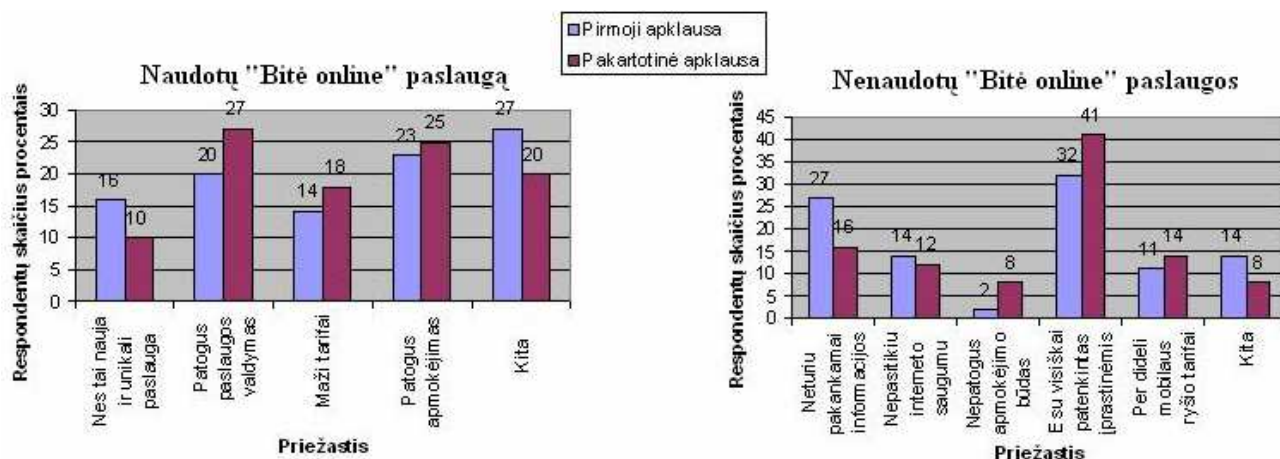 Pirmoji apklausa
Pakartotinė apklausa
Naudotų "Bitė online" paslaugą
Respondentų skaičius procentais
30
25
20
15
10
5
0
16
10
20
27
14
18
23
25
27
20
Nes tai nauja
ir unikali
paslauga
Patogus
paslaugos
valdymas
Maži tarifai
Patogus
apmokėjimas
Kita
Priežastis
Nenaudotų "Bitė online" paslaugos
Respondentų skaičius procentais
45
40
35
30
25
20
15
10
5
0
27
16
14
12
2
8
32
41
11
14
14
8
Neturiu
pakankamai
informacijos
Nepasitikiu
interneto
saugumu
Nepatogus
apmokėjimo
būdas
Esu visiškai
patenkintas
įprastinėmis
Per dideli
mobilaus
ryšio tarifai
Kita
Priežastis